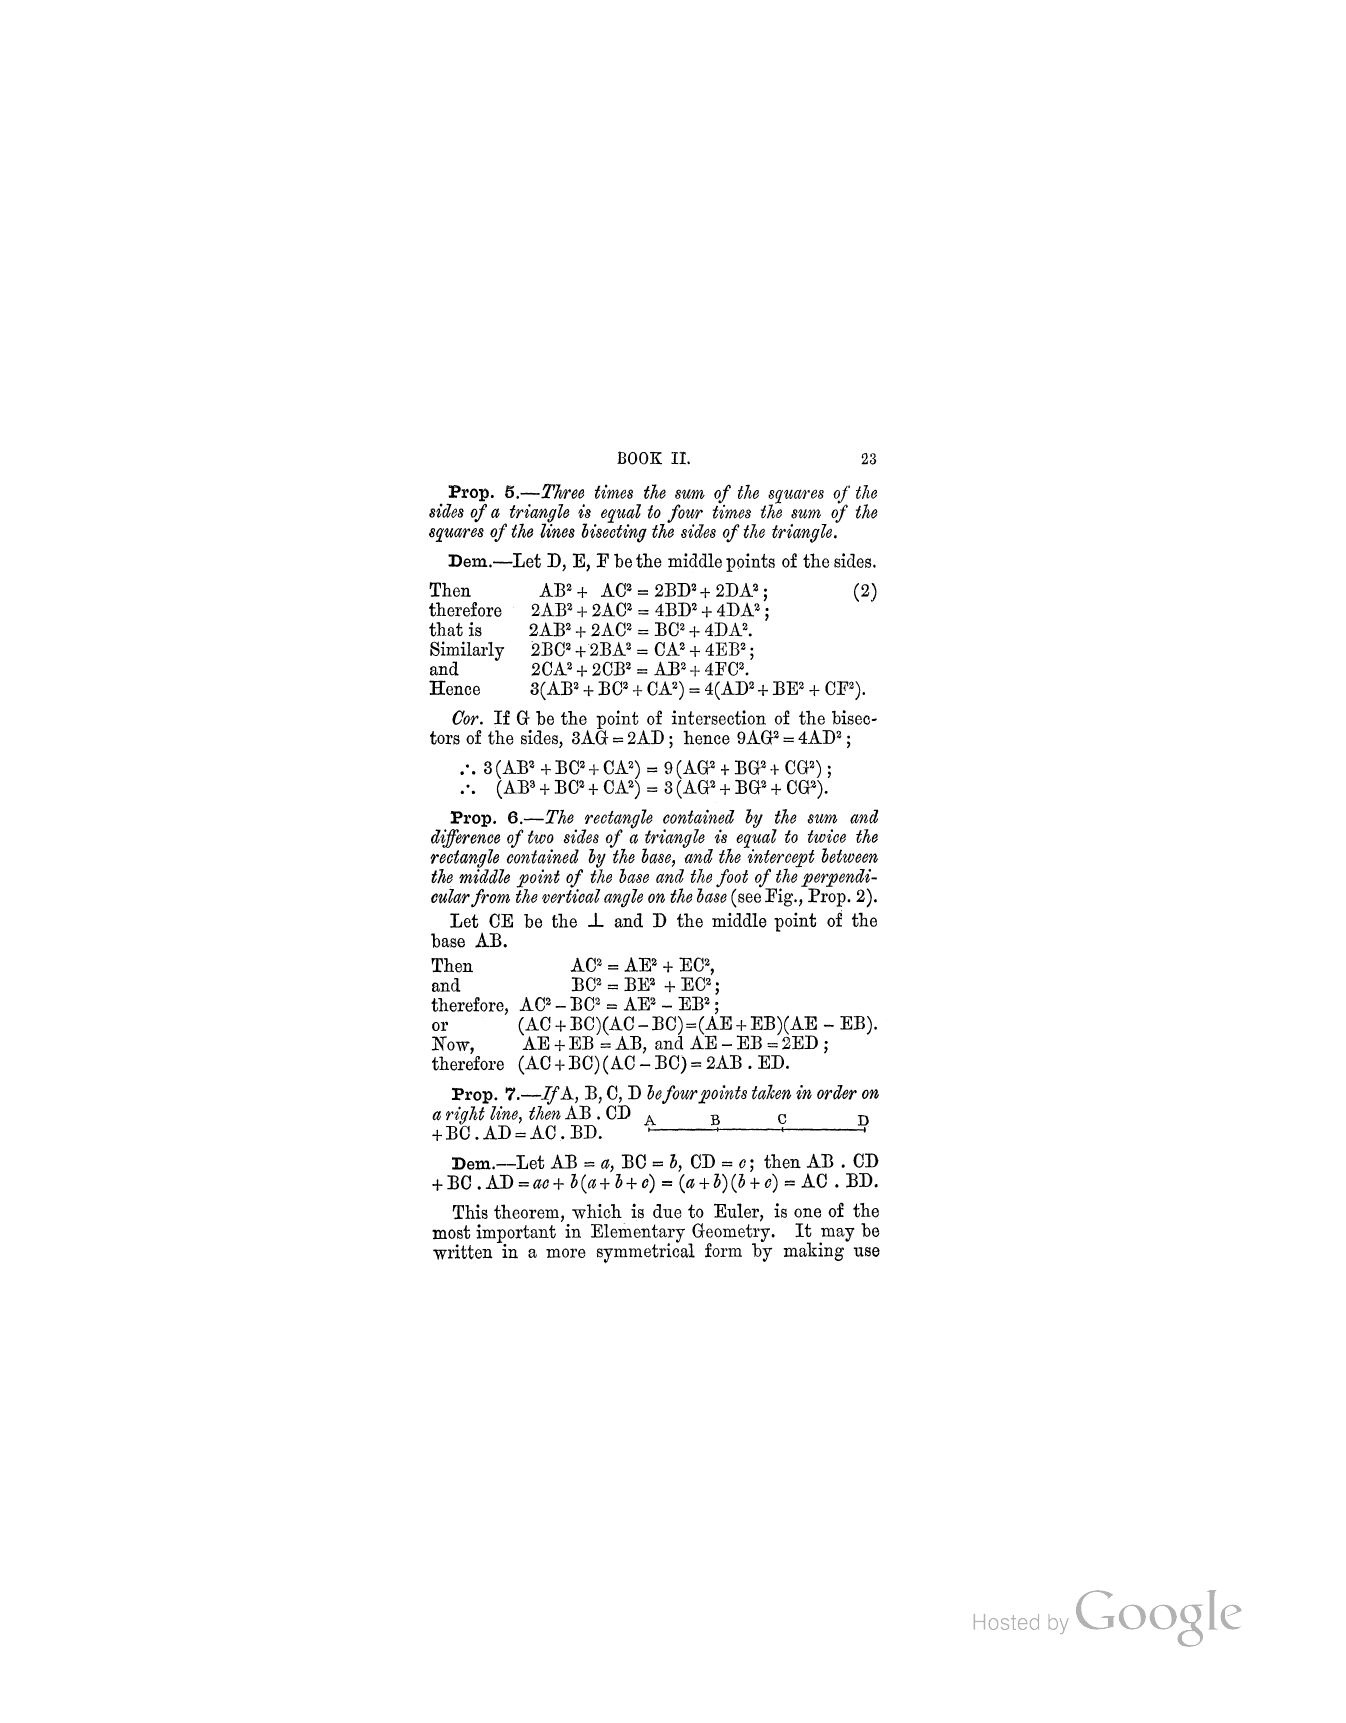 BOOK II. 23
Prop. 5.—Three times the sum of the squares of the
sides of a triangle is equal to four times the sum of the
squares of the lines bisecting the sides of the triangle.
Dem.—Let D, E, F be the middle points of the sides.
Then AB² + AC² = 2BD² + 2DA² ; (2)
therefore 2AB² + 2AC² = 4BD² + 4DA² ;
that is 2AB² + 2AC² = BC² + 4DA².
Similarly 2BC² + 2BA² = CA² + 4EB² ;
and 2CA² + 2CB² = AB² + 4FC².
Hence 3(AB² + BC² + CA²) = 4(AD² + BE² + CF²).
Cor. If G be the point of intersection of the bisec-
tors of the sides, 3AG = 2AD ; hence 9AG² = 4AD² ;
∴ 3(AB² + BC² + CA²) = 9(AG² + BG² + CG²) ;
∴ (AB³ + BC² + CA²) = 3(AG² + BG² + CG²).
Prop. 6.—The rectangle contained by the sum and
difference of two sides of a triangle is equal to twice the
rectangle contained by the base, and the intercept between
the middle point of the base and the foot of the perpendi-
cular from the vertical angle on the base (see Fig., Prop. 2).
Let CE be the ⊥ and D the middle point of the
base AB.
Then AC² = AE² + EC²,
and BC² = BE² + EC² ;
therefore, AC² – BC² = AE² – EB² ;
or (AC + BC)(AC – BC)=(AE + EB)(AE – EB).
Now, AE + EB = AB, and AE – EB = 2ED ;
therefore (AC + BC)(AC – BC) = 2AB . ED.
Prop. 7.—If A, B, C, D be four points taken in order on
a right line, then AB . CD
+ BC . AD = AC . BD.
A B C D
Dem.—Let AB = a, BC = b, CD = c ; then AB . CD
+ BC . AD = ac + b(a + b + c) = (a + b)(b + c) = AC . BD.
This theorem, which is due to Euler, is one of the
most important in Elementary Geometry. It may be
written in a more symmetrical form by making use
Hosted by Google